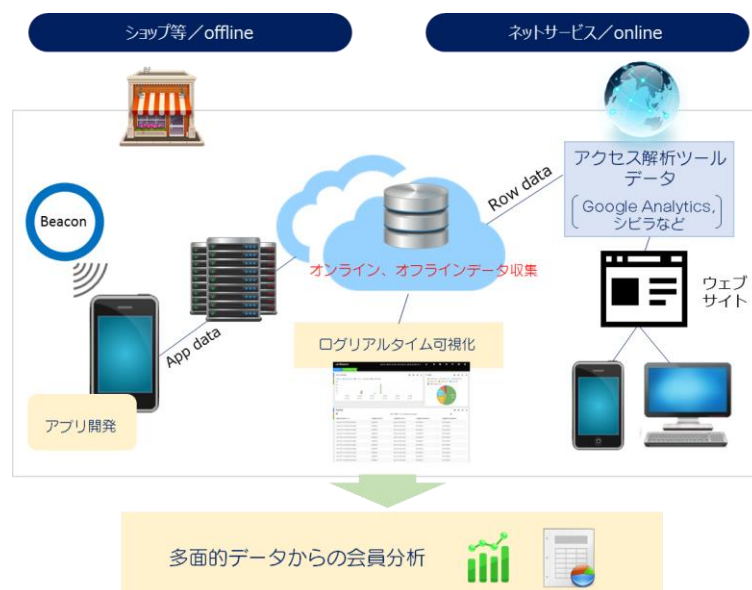 ショップ等／offline
ネットサービス／online
アクセス解析ツール
データ
Google Analytics,
シビラなど
Row data
Beacon
オンライン、オフラインデータ収集
ウェブ
サイト
App data
ログリアルタイム可視化
アプリ開発
多面的データからの会員分析